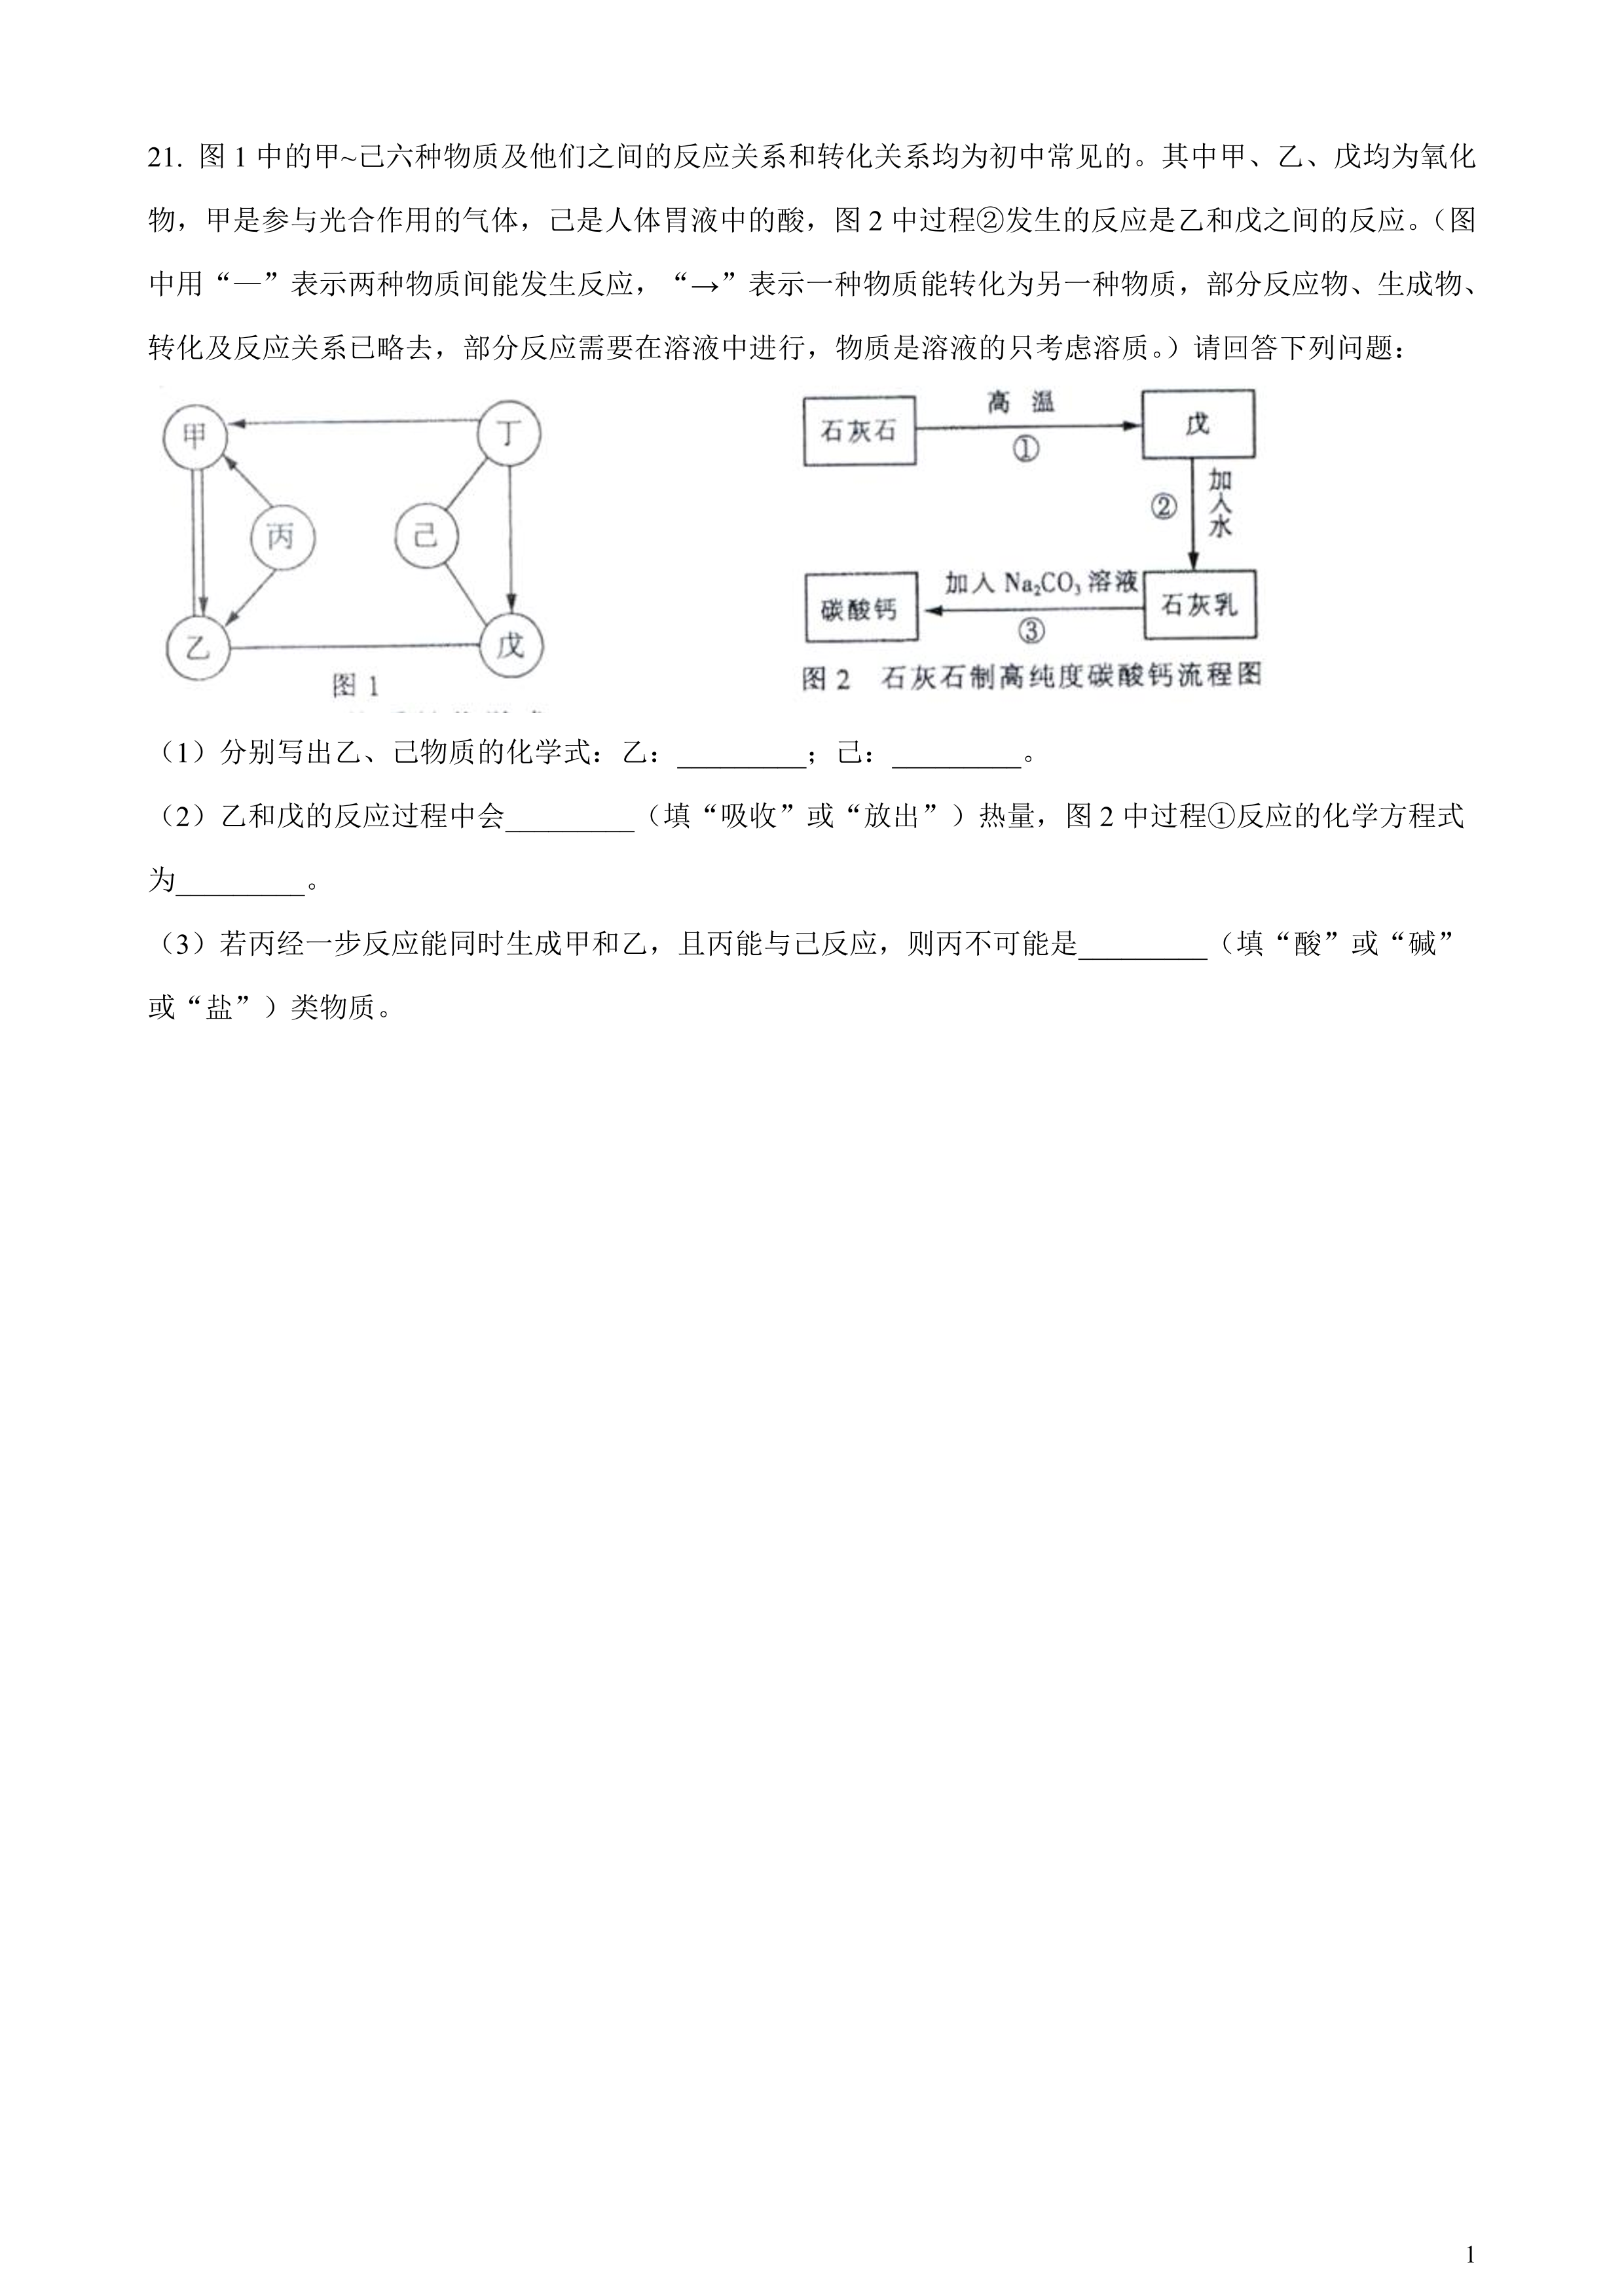 21. 图 1 中的甲~己六种物质及他们之间的反应关系和转化关系均为初中常见的。其中甲、乙、戊均为氧化
物，甲是参与光合作用的气体，己是人体胃液中的酸，图 2 中过程②发生的反应是乙和戊之间的反应。（图
中用“—”表示两种物质间能发生反应，“→”表示一种物质能转化为另一种物质，部分反应物、生成物、
转化及反应关系己略去，部分反应需要在溶液中进行，物质是溶液的只考虑溶质。）请回答下列问题：
甲
丁
丙
己
乙
戊
图 1
石灰石
高 温
①
戊
②
加入水
碳酸钙
加入 Na₂CO₃ 溶液
③
石灰乳
图 2 石灰石制高纯度碳酸钙流程图
（1）分别写出乙、己物质的化学式：乙：_________；己：_________。
（2）乙和戊的反应过程中会_________（填“吸收”或“放出”）热量，图 2 中过程①反应的化学方程式
为_________。
（3）若丙经一步反应能同时生成甲和乙，且丙能与己反应，则丙不可能是_________（填“酸”或“碱”
或“盐”）类物质。
1